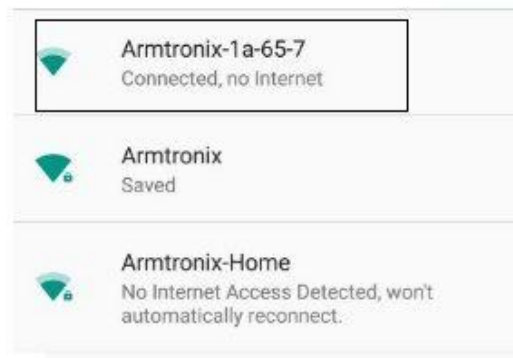 Armtronix-1a-65-7
Connected, no Internet
Armtronix
Saved
Armtronix-Home
No Internet Access Detected, won't
automatically reconnect.